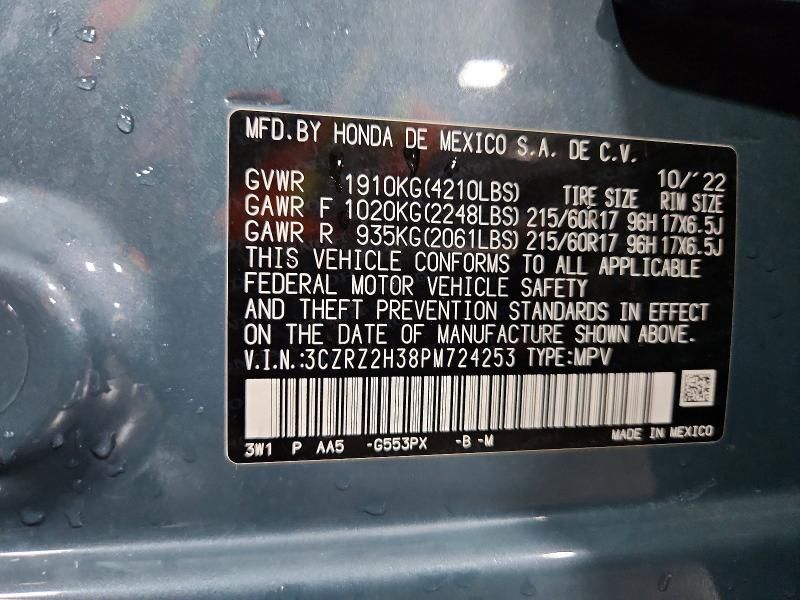 MFD.BY HONDA DE MEXICO S.A. DE C.V.
10/'22
GVWR 1910KG(4210LBS) TIRE SIZE RIM SIZE
GAWR F 1020KG(2248LBS) 215/60R17 96H 17X6.5J
GAWR R 935KG(2061LBS) 215/60R17 96H 17X6.5J
THIS VEHICLE CONFORMS TO ALL APPLICABLE
FEDERAL MOTOR VEHICLE SAFETY
AND THEFT PREVENTION STANDARDS IN EFFECT
ON THE DATE OF MANUFACTURE SHOWN ABOVE.
V.I.N.:3CZRZ2H38PM724253 TYPE:MPV
3W1 P AA5 -G553PX -B -M MADE IN MEXICO